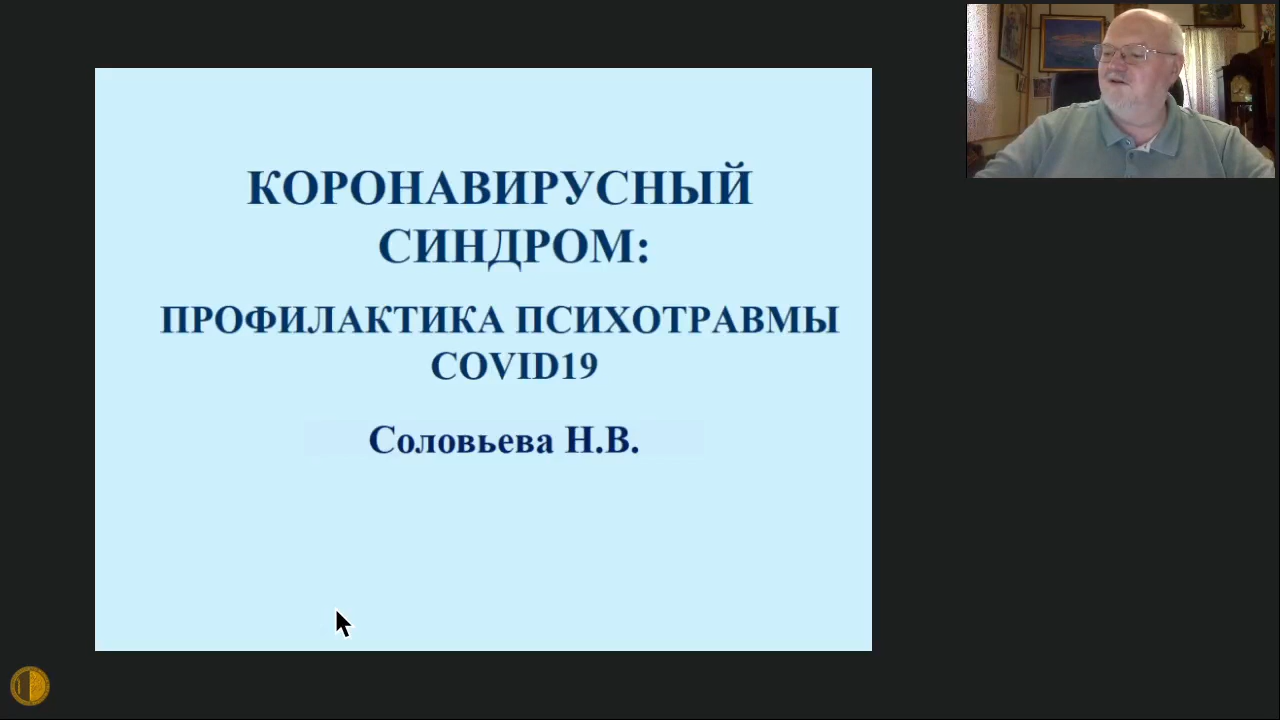 КОРОНАВИРУСНЫЙ
СИНДРОМ:
ПРОФИЛАКТИКА ПСИХОТРАВМЫ
COVID19
Соловьева Н.В.